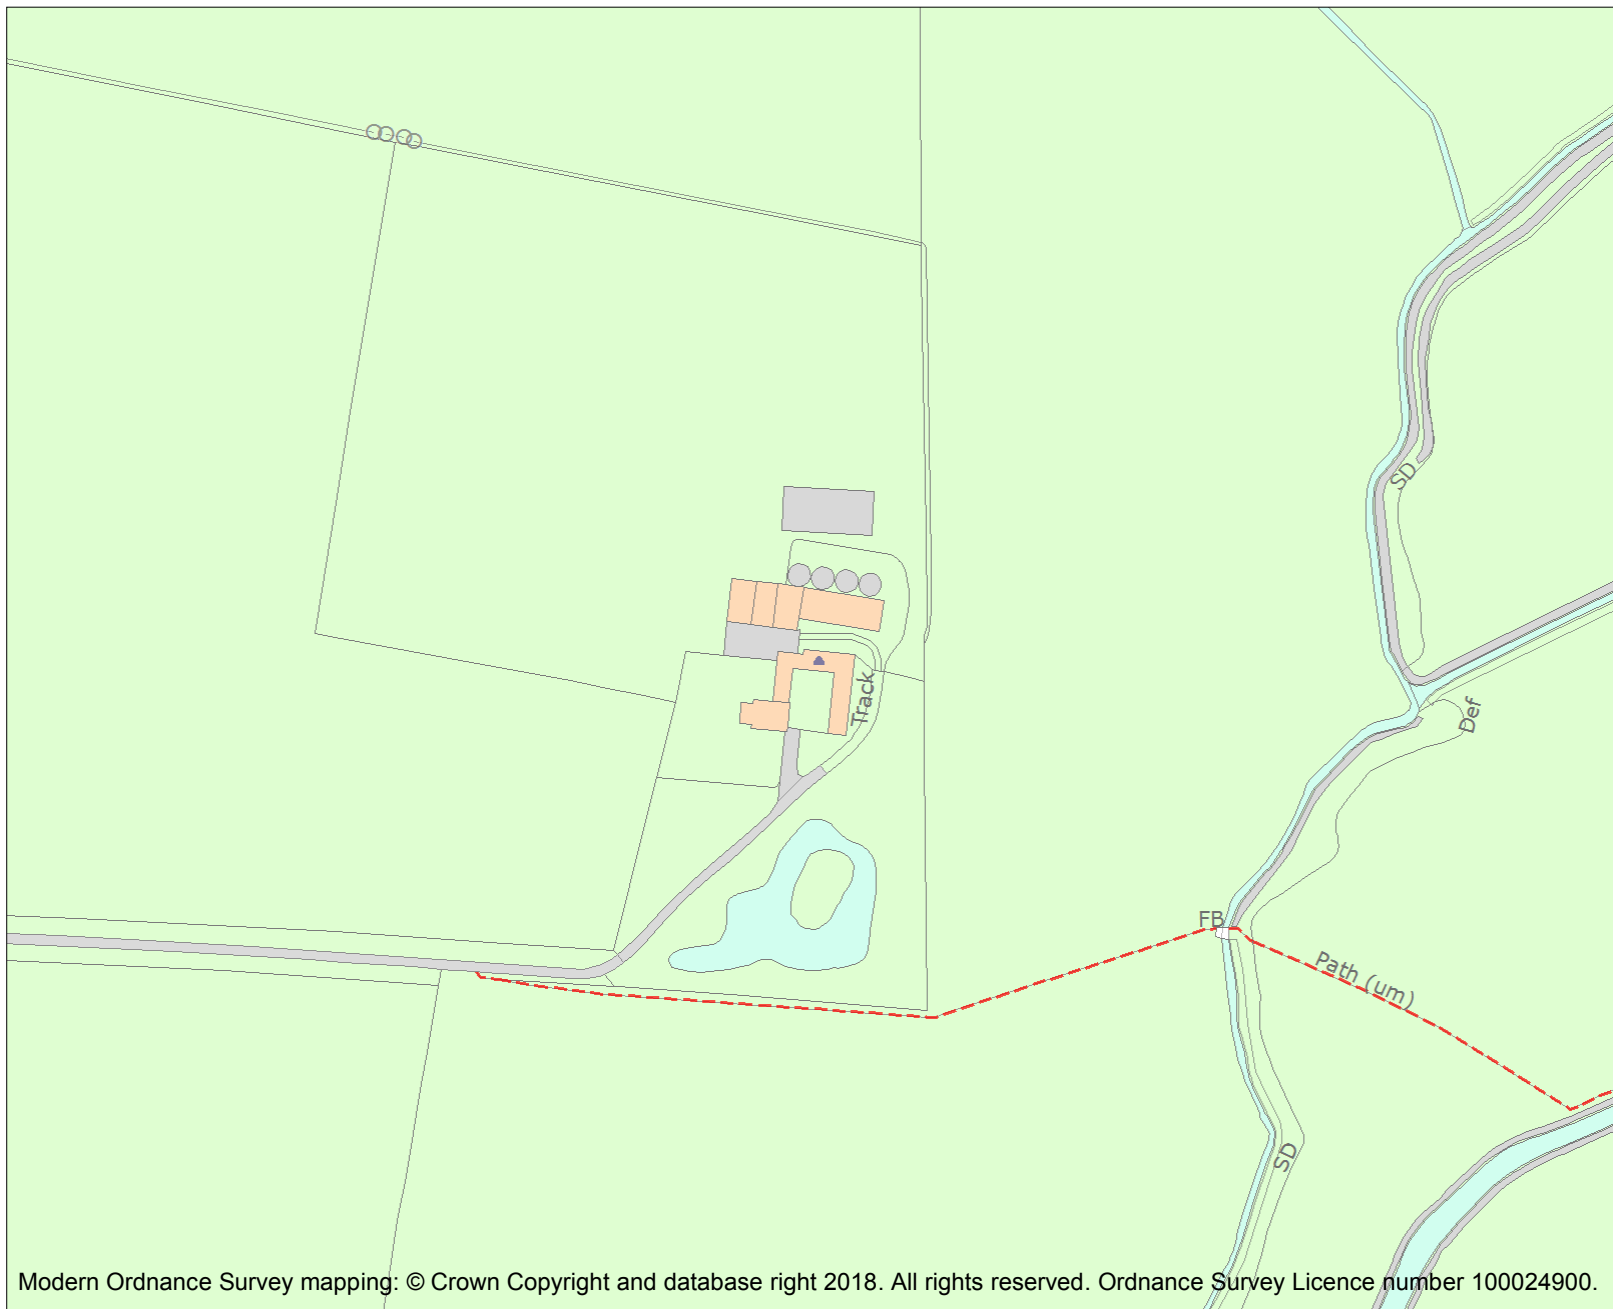 SD
Track
Def
FB
Path (um)
SD
Modern Ordnance Survey mapping: © Crown Copyright and database right 2018. All rights reserved. Ordnance Survey Licence number 100024900.